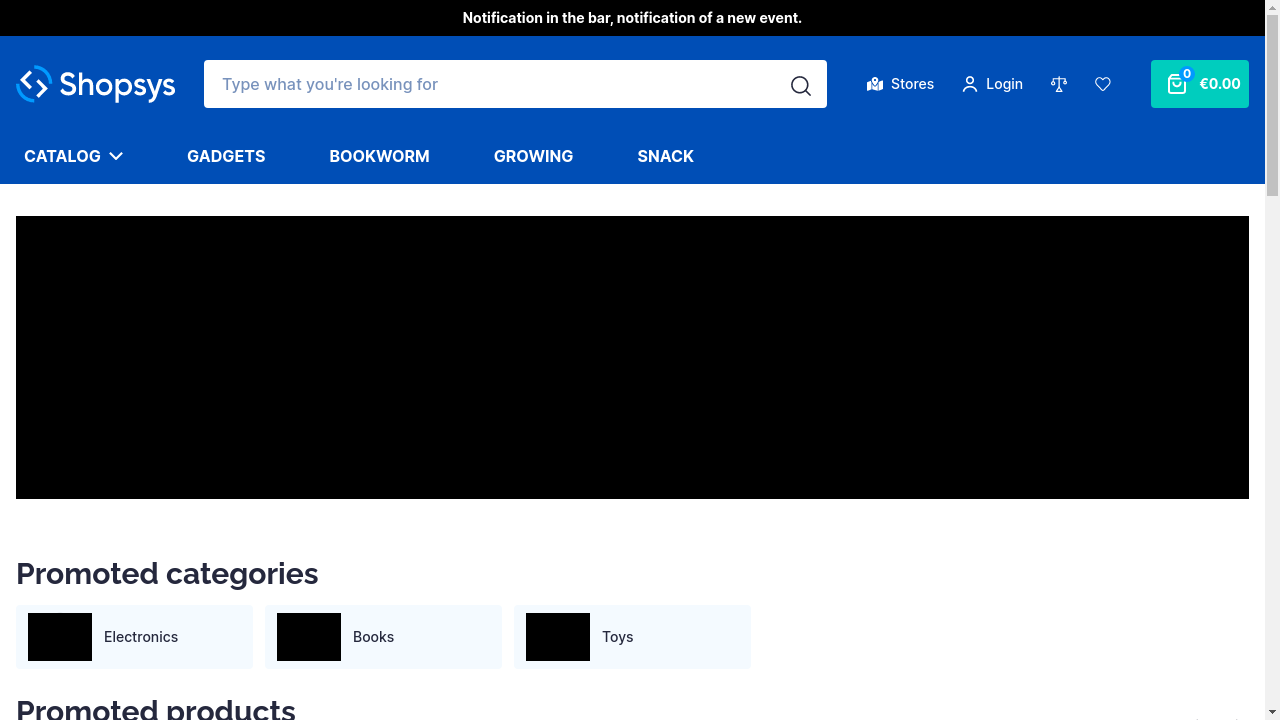 Notification in the bar, notification of a new event.
Shopsys
Type what you're looking for
Stores
Login
0
€0.00
CATALOG
GADGETS
BOOKWORM
GROWING
SNACK
Promoted categories
Electronics
Books
Toys
Promoted products